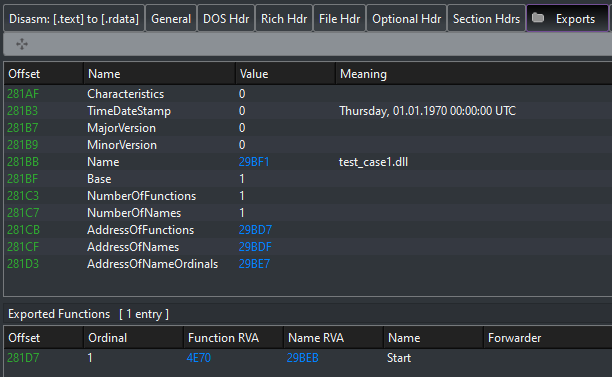 Disasm: [.text] to [.rdata] General DOS Hdr Rich Hdr File Hdr Optional Hdr Section Hdrs Exports
Offset Name Value Meaning
281AF Characteristics 0
281B3 TimeDateStamp 0 Thursday, 01.01.1970 00:00:00 UTC
281B7 MajorVersion 0
281B9 MinorVersion 0
281BB Name 29BF1 test_case1.dll
281BF Base 1
281C3 NumberOfFunctions 1
281C7 NumberOfNames 1
281CB AddressOfFunctions 29BD7
281CF AddressOfNames 29BDF
281D3 AddressOfNameOrdinals 29BE7
Exported Functions [ 1 entry ]
Offset Ordinal Function RVA Name RVA Name Forwarder
281D7 1 4E70 29BEB Start